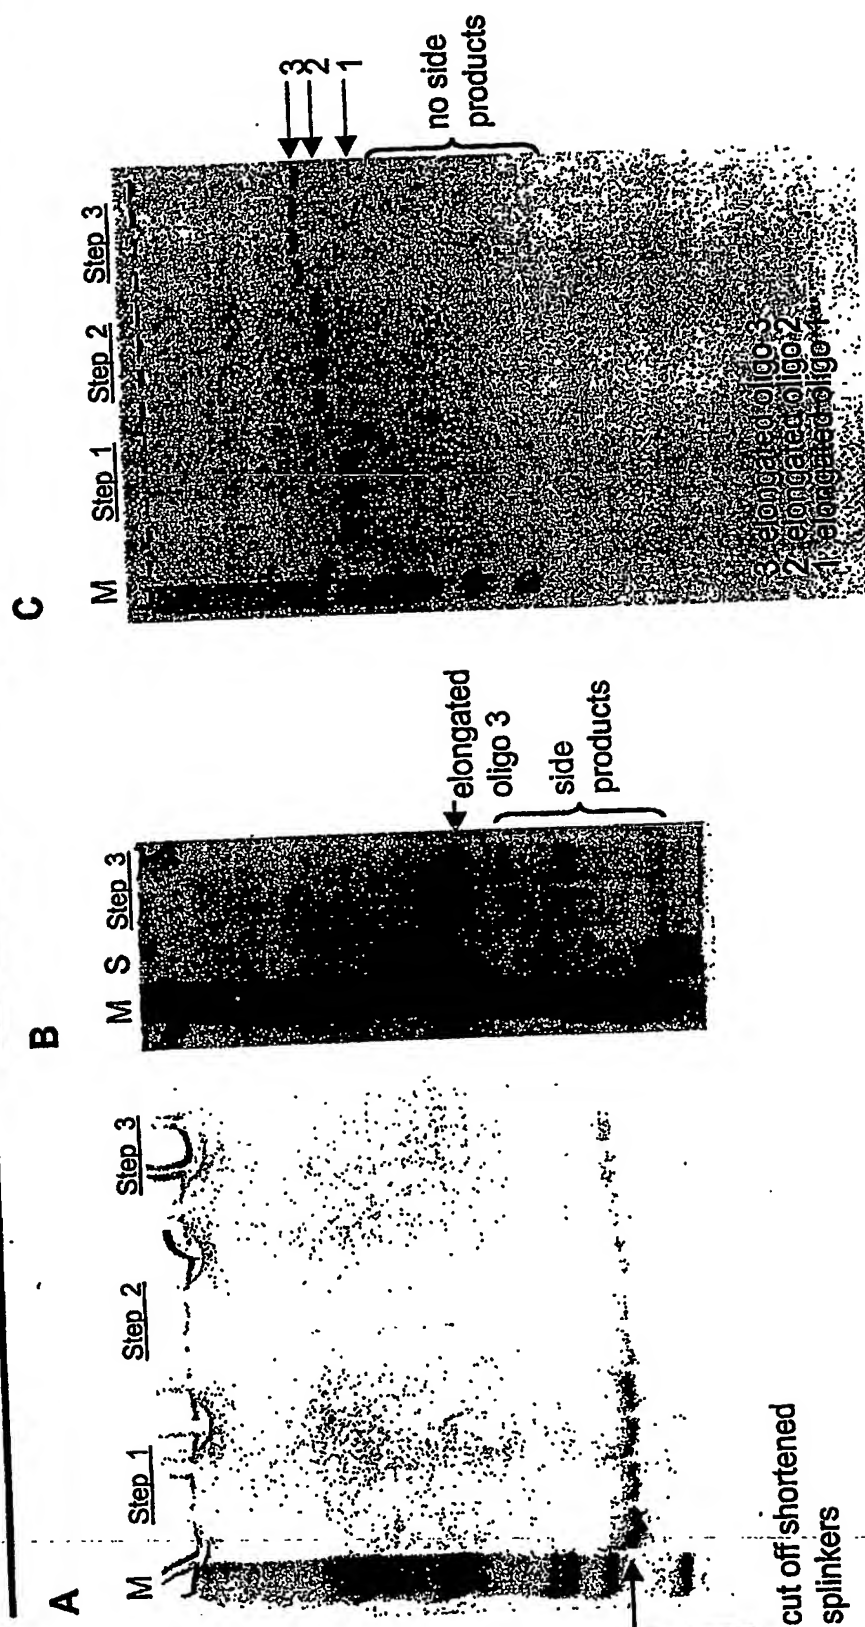 A
M
Step 1
Step 2
Step 3
cut off shortened
splinkers
B
M S Step 3
elongated
oligo 3
side
products
C
M
Step 1
Step 2
Step 3
3
2
1
no side
products
3 elongated oligo 3
2 elongated oligo 2
1 elongated oligo 1